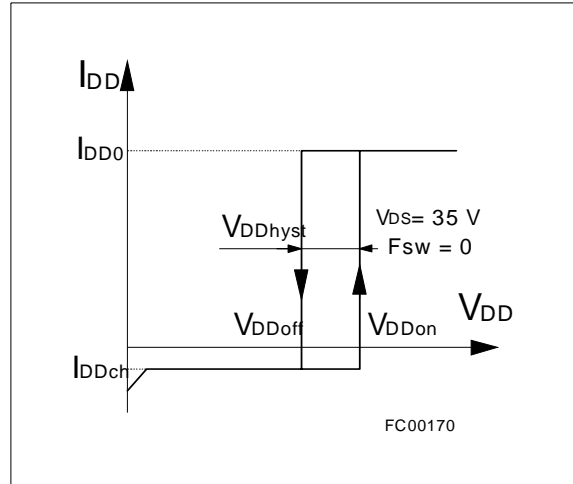 IDD
IDD0
VDDhyst
VDS= 35 V
Fsw = 0
VDDoff
VDDon
VDD
IDDch
FC00170